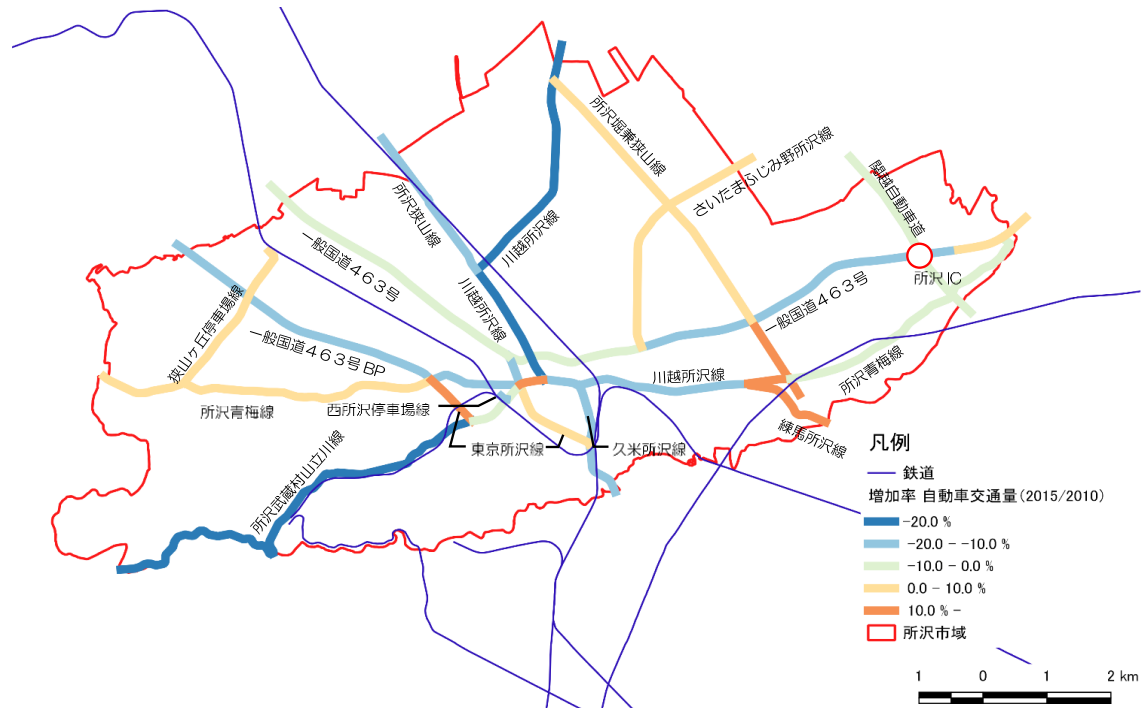 所沢堀兼狭山線
さいたまふじみ野所沢線
関越自動車道
所沢狭山線
川越所沢線
一般国道463号
川越所沢線
所沢IC
狭山ヶ丘停車場線
一般国道463号BP
一般国道463号
川越所沢線
所沢青梅線
所沢青梅線
西所沢停車場線
練馬所沢線
東京所沢線
久米所沢線
所沢武蔵村山立川線
凡例
鉄道
増加率 自動車交通量(2015/2010)
-20.0 %
-20.0 - -10.0 %
-10.0 - 0.0 %
0.0 - 10.0 %
10.0 % -
所沢市域
1 0 1 2 km